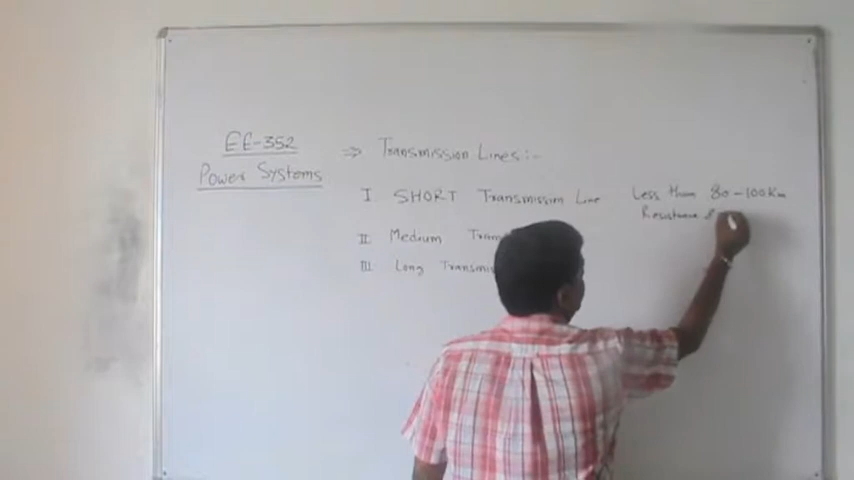 EE-352
Power Systems
⇒ Transmission Lines:-
I SHORT Transmission Line Less than 80-100Km
Resistance &
II Medium
III Long